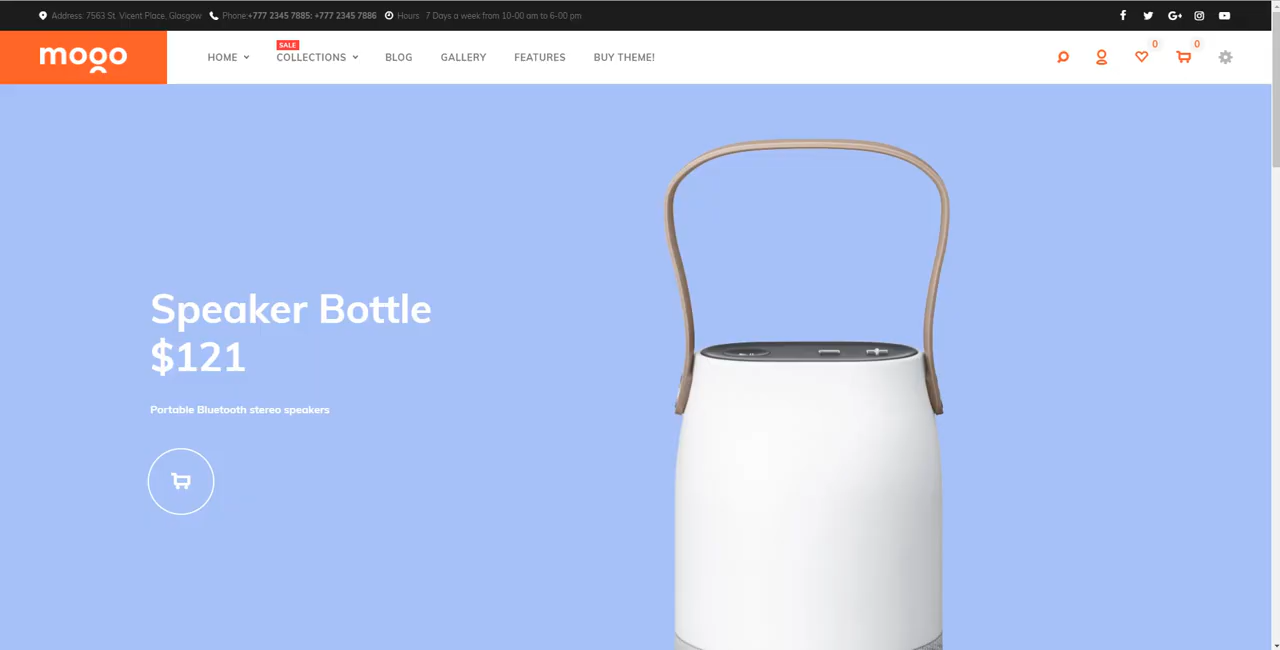 Address: 7563 St. Vicent Place, Glasgow Phone:+777 2345 7885: +777 2345 7886 Hours: 7 Days a week from 10-00 am to 6-00 pm
mogo
HOME SALE COLLECTIONS BLOG GALLERY FEATURES BUY THEME! 0 0
Speaker Bottle
$121
Portable Bluetooth stereo speakers